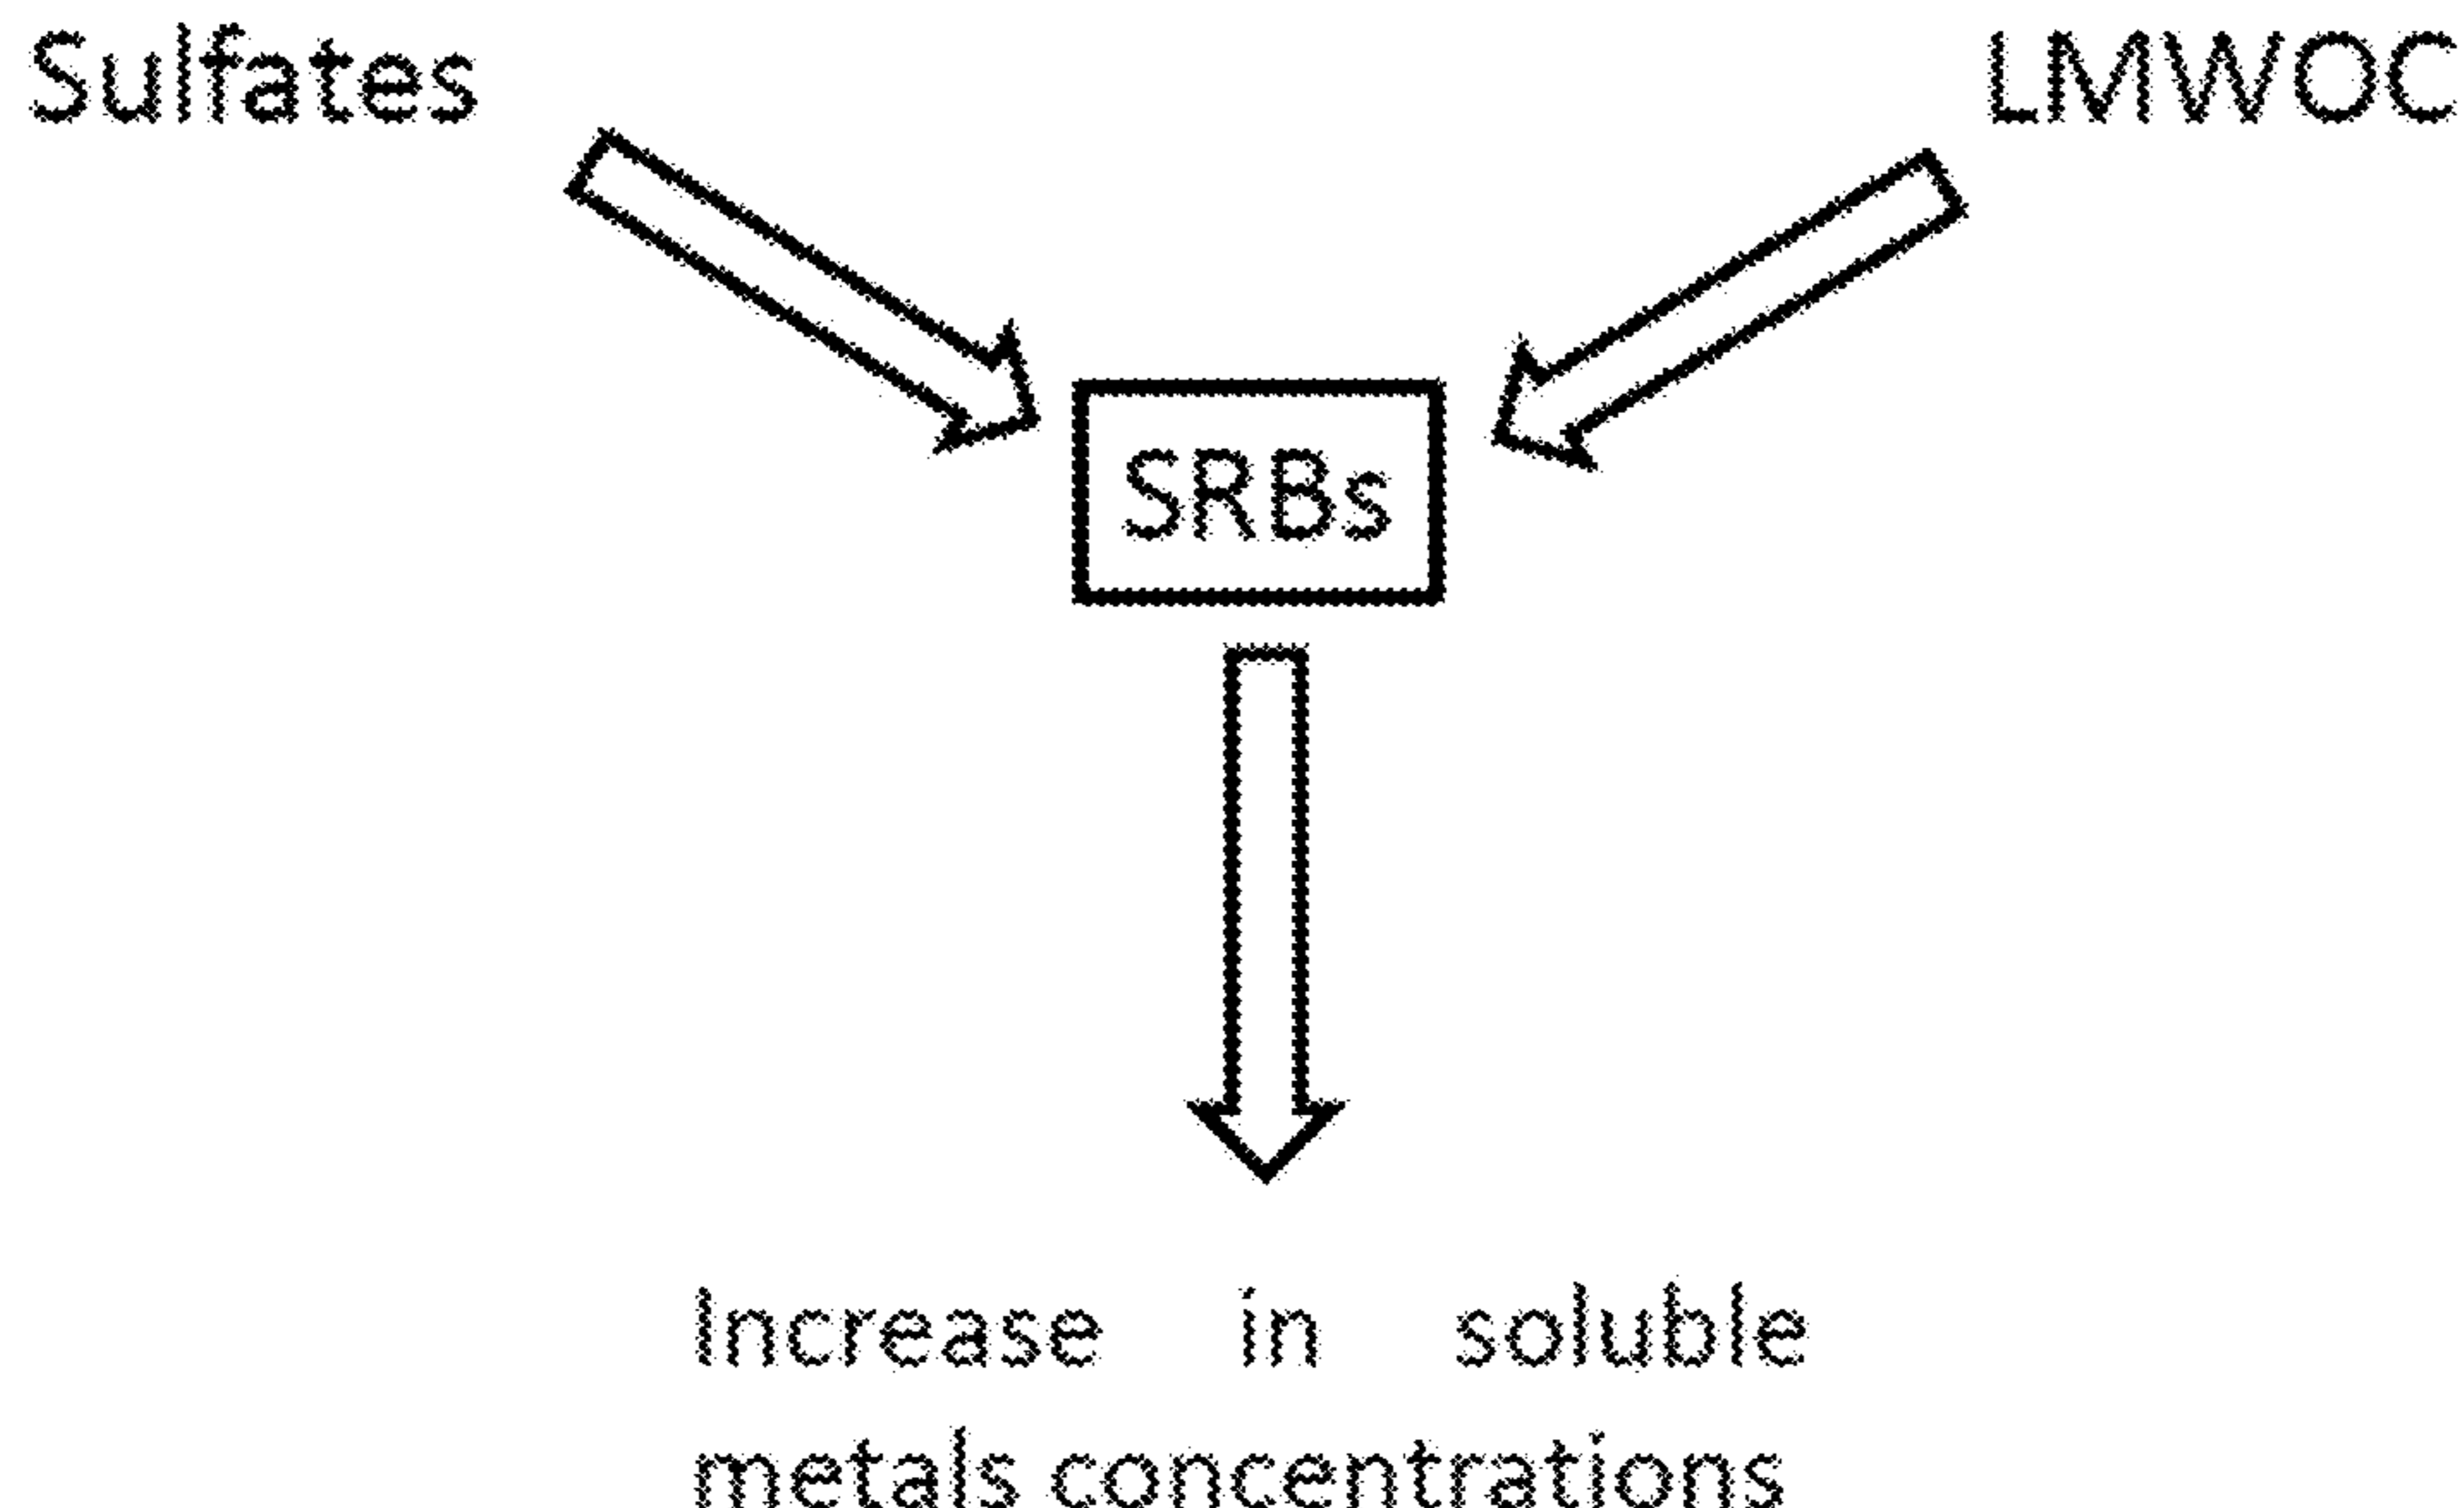 Sulfates
LMWOC
SRBs
Increase in soluble
metals concentrations